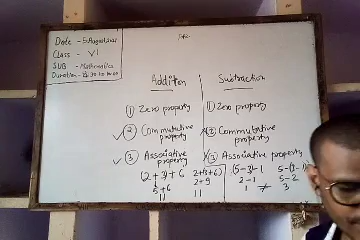 Date - 5/August/2021
Class - VI
SUB - Mathematics
Duration -
Addition
① Zero property
② Commutative property
③ Associative property
(2+3)+6 2+(3+6)
5+6 2+9
11 11
Subtraction
① Zero property
② Commutative property
③ Associative property
(5-3)-1 5-(3-1)
2-1 5-2
1 ≠ 3